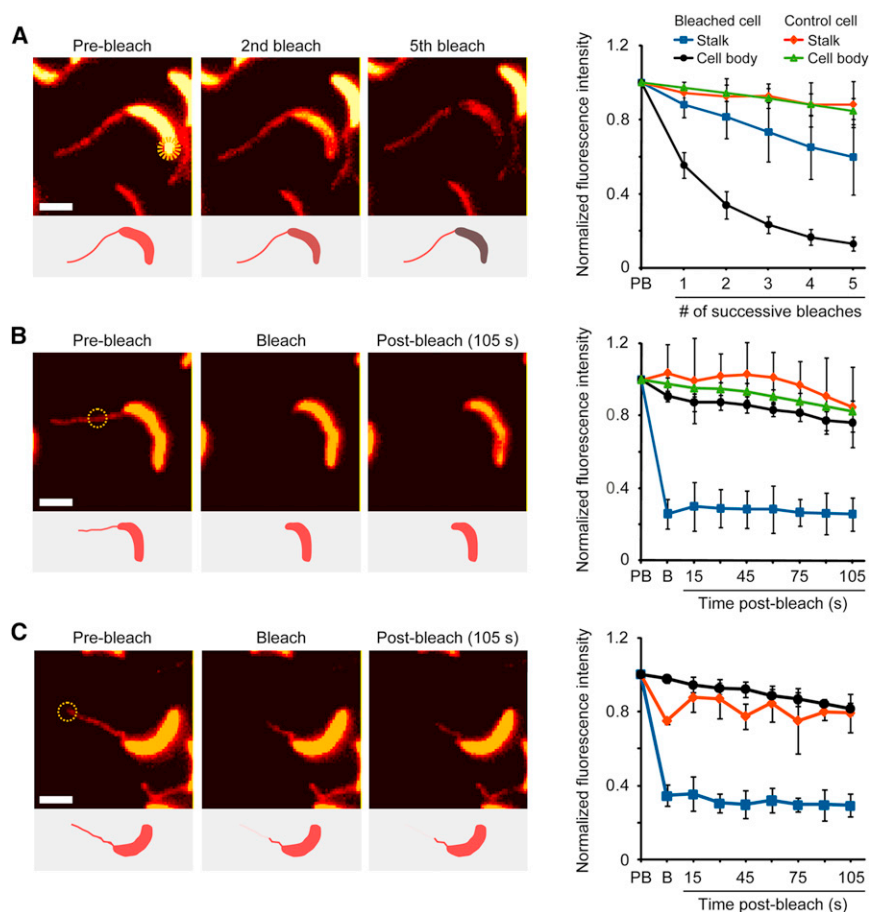 A
Pre-bleach 2nd bleach 5th bleach
Bleached cell Control cell
Stalk Stalk
Cell body Cell body
Normalized fluorescence intensity
1.2
0.8
0.4
0
PB 1 2 3 4 5
# of successive bleaches
B
Pre-bleach Bleach Post-bleach (105 s)
Normalized fluorescence intensity
1.2
0.8
0.4
0
PB B 15 45 75 105
Time post-bleach (s)
C
Pre-bleach Bleach Post-bleach (105 s)
Normalized fluorescence intensity
1.2
0.8
0.4
0
PB B 15 45 75 105
Time post-bleach (s)